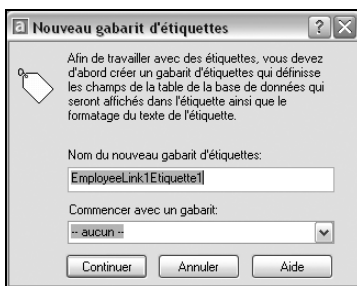 Nouveau gabarit d'étiquettes
Afin de travailler avec des étiquettes, vous devez
d'abord créer un gabarit d'étiquettes qui définisse
les champs de la table de la base de données qui
seront affichés dans l'étiquette ainsi que le
formatage du texte de l'étiquette.
Nom du nouveau gabarit d'étiquettes:
EmployeeLink1Etiquette1
Commencer avec un gabarit:
-- aucun --
Continuer Annuler Aide